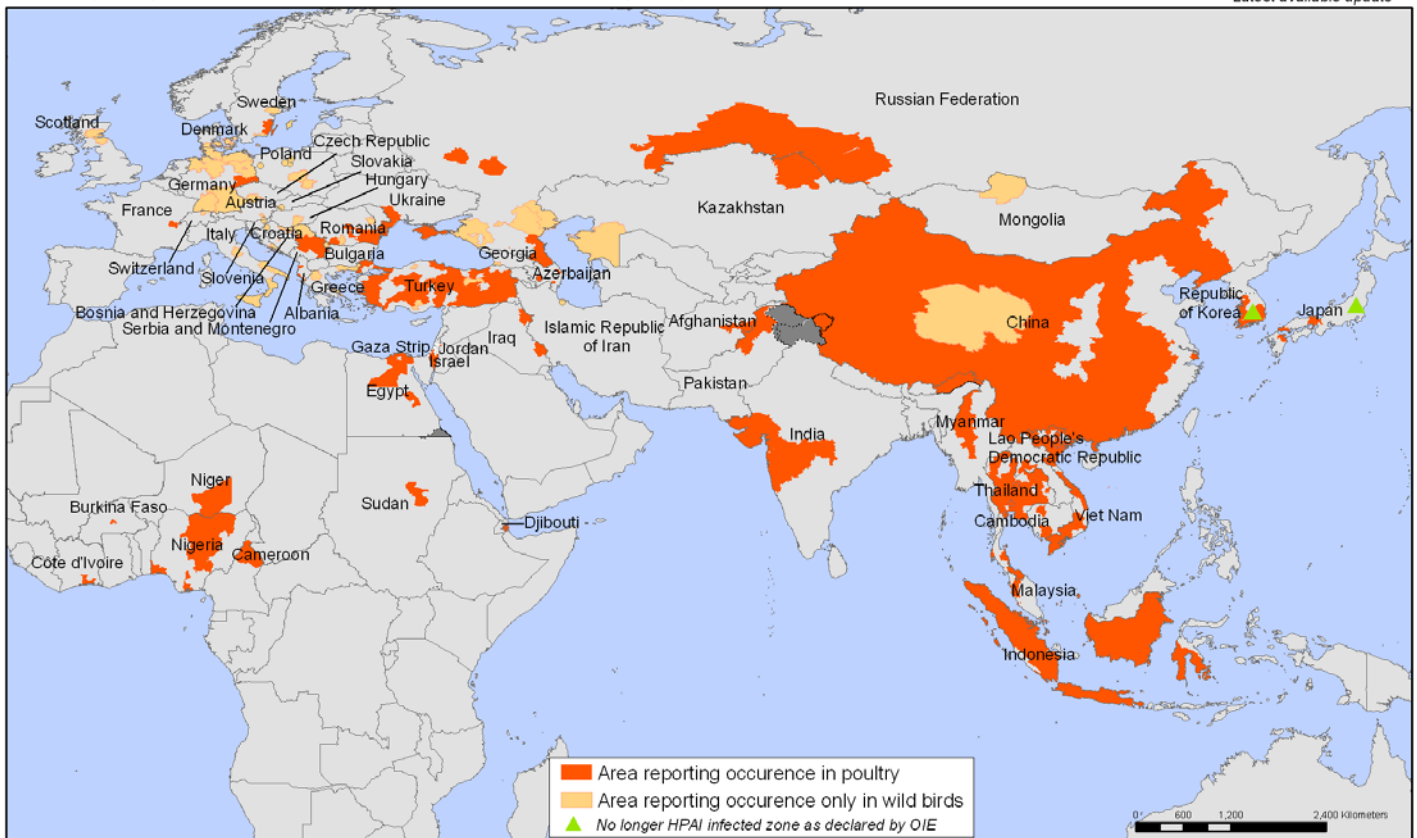 Latest available update
Russian Federation
Sweden
Scotland
Denmark
Czech Republic
Poland
Slovakia
Germany
Hungary
Austria
Ukraine
France
Kazakhstan
Mongolia
Italy
Croatia
Romania
Georgia
Bulgaria
Switzerland
Slovenia
Azerbaijan
Greece
Turkey
Bosnia and Herzegovina
Albania
Serbia and Montenegro
Republic
of Korea
Japan
China
Afghanistan
Islamic Republic
of Iran
Iraq
Gaza Strip
Jordan
Israel
Pakistan
Egypt
India
Myanmar
Lao People's
Democratic Republic
Niger
Thailand
Sudan
Burkina Faso
Viet Nam
Cambodia
Djibouti
Nigeria
Cameroon
Côte d'Ivoire
Malaysia
Indonesia
Area reporting occurence in poultry
Area reporting occurence only in wild birds
No longer HPAI infected zone as declared by OIE
0 600 1,200 2,400 Kilometers